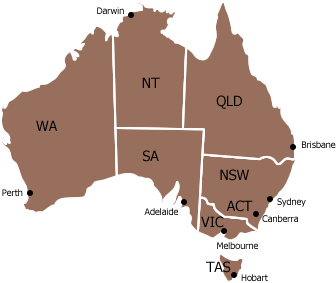 Darwin
NT
QLD
WA
Brisbane
SA
NSW
Perth
Sydney
ACT
Adelaide
Canberra
VIC
Melbourne
TAS
Hobart